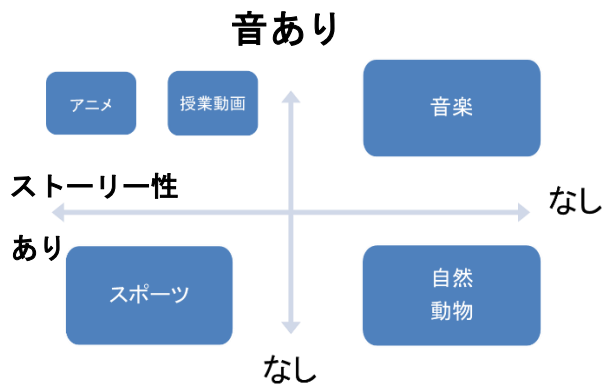 音あり
アニメ
授業動画
音楽
ストーリー性
なし
あり
スポーツ
自然
動物
なし